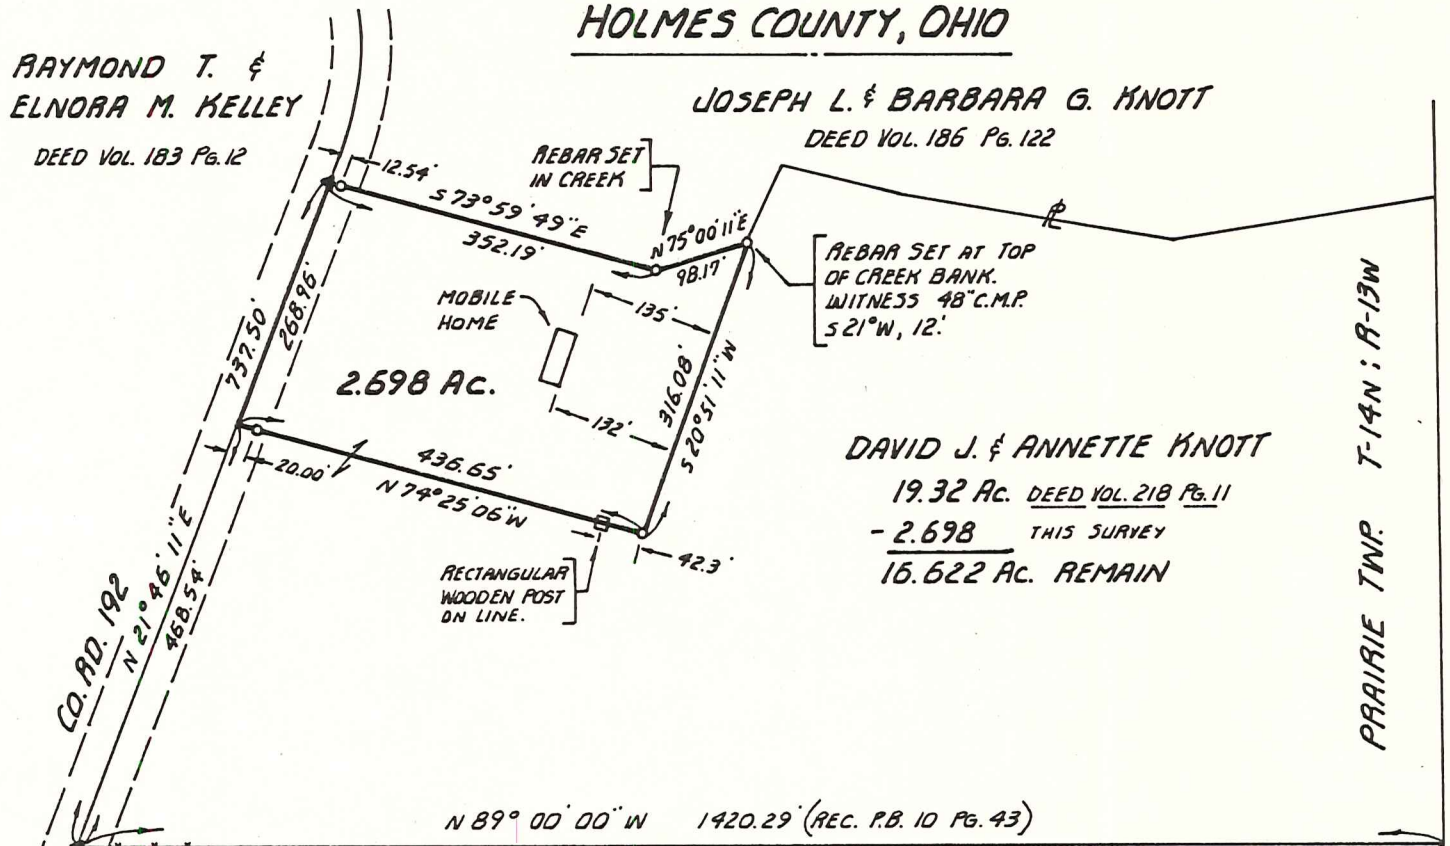 HOLMES COUNTY, OHIO
RAYMOND T. &
ELNORA M. KELLEY
DEED VOL. 183 PG. 12
JOSEPH L. & BARBARA G. KNOTT
DEED VOL. 186 PG. 122
12.54'
REBAR SET
IN CREEK
S 73° 59' 49" E
352.19'
N 75° 00' 11" E
98.17'
REBAR SET AT TOP
OF CREEK BANK.
WITNESS 48" C.M.P.
S 21° W, 12.'
MOBILE
HOME
135'
737.50'
268.96'
2.698 AC.
316.08'
S 20° 51' 11" W
132'
20.00'
436.65'
N 74° 25' 06" W
42.3'
RECTANGULAR
WOODEN POST
ON LINE.
DAVID J. & ANNETTE KNOTT
19.32 AC. DEED VOL. 218 PG. 11
- 2.698 THIS SURVEY
16.622 AC. REMAIN
CO. RD. 192
N 21° 46' 11" E
468.54'
PRAIRIE TWP. T-14N; R-13W
N 89° 00' 00" W 1420.29' (REC. P.B. 10 PG. 43)